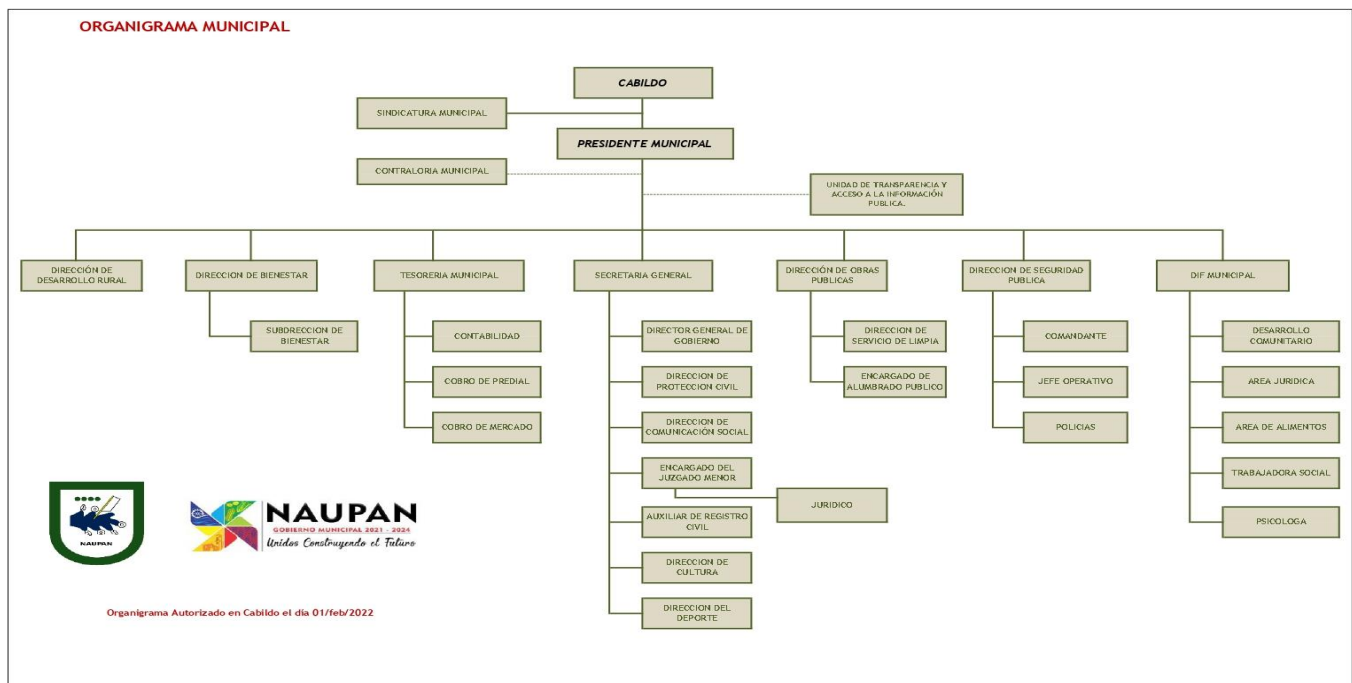 ORGANIGRAMA MUNICIPAL
CABILDO
SINDICATURA MUNICIPAL
PRESIDENTE MUNICIPAL
CONTRALORIA MUNICIPAL
UNIDAD DE TRANSPARENCIA Y
ACCESO A LA INFORMACIÓN
PUBLICA.
DIRECCIÓN DE
DESARROLLO RURAL
DIRECCION DE BIENESTAR
TESORERIA MUNICIPAL
SECRETARIA GENERAL
DIRECCIÓN DE OBRAS
PUBLICAS
DIRECCION DE SEGURIDAD
PUBLICA
DIF MUNICIPAL
SUBDRECCION DE
BIENESTAR
CONTABILIDAD
COBRO DE PREDIAL
COBRO DE MERCADO
DIRECTOR GENERAL DE
GOBIERNO
DIRECCION DE
PROTECCION CIVIL
DIRECCION DE
COMUNICACIÓN SOCIAL
ENCARGADO DEL
JUZGADO MENOR
JURIDICO
AUXILIAR DE REGISTRO
CIVIL
DIRECCION DE
CULTURA
DIRECCION DEL
DEPORTE
DIRECCION DE
SERVICIO DE LIMPIA
ENCARGADO DE
ALUMBRADO PUBLICO
COMANDANTE
JEFE OPERATIVO
POLICIAS
DESARROLLO
COMUNITARIO
AREA JURIDICA
AREA DE ALIMENTOS
TRABAJADORA SOCIAL
PSICOLOGA
NAUPAN
NAUPAN
GOBIERNO MUNICIPAL 2021 - 2024
Unidos Construyendo el Futuro
Organigrama Autorizado en Cabildo el dia 01/feb/2022